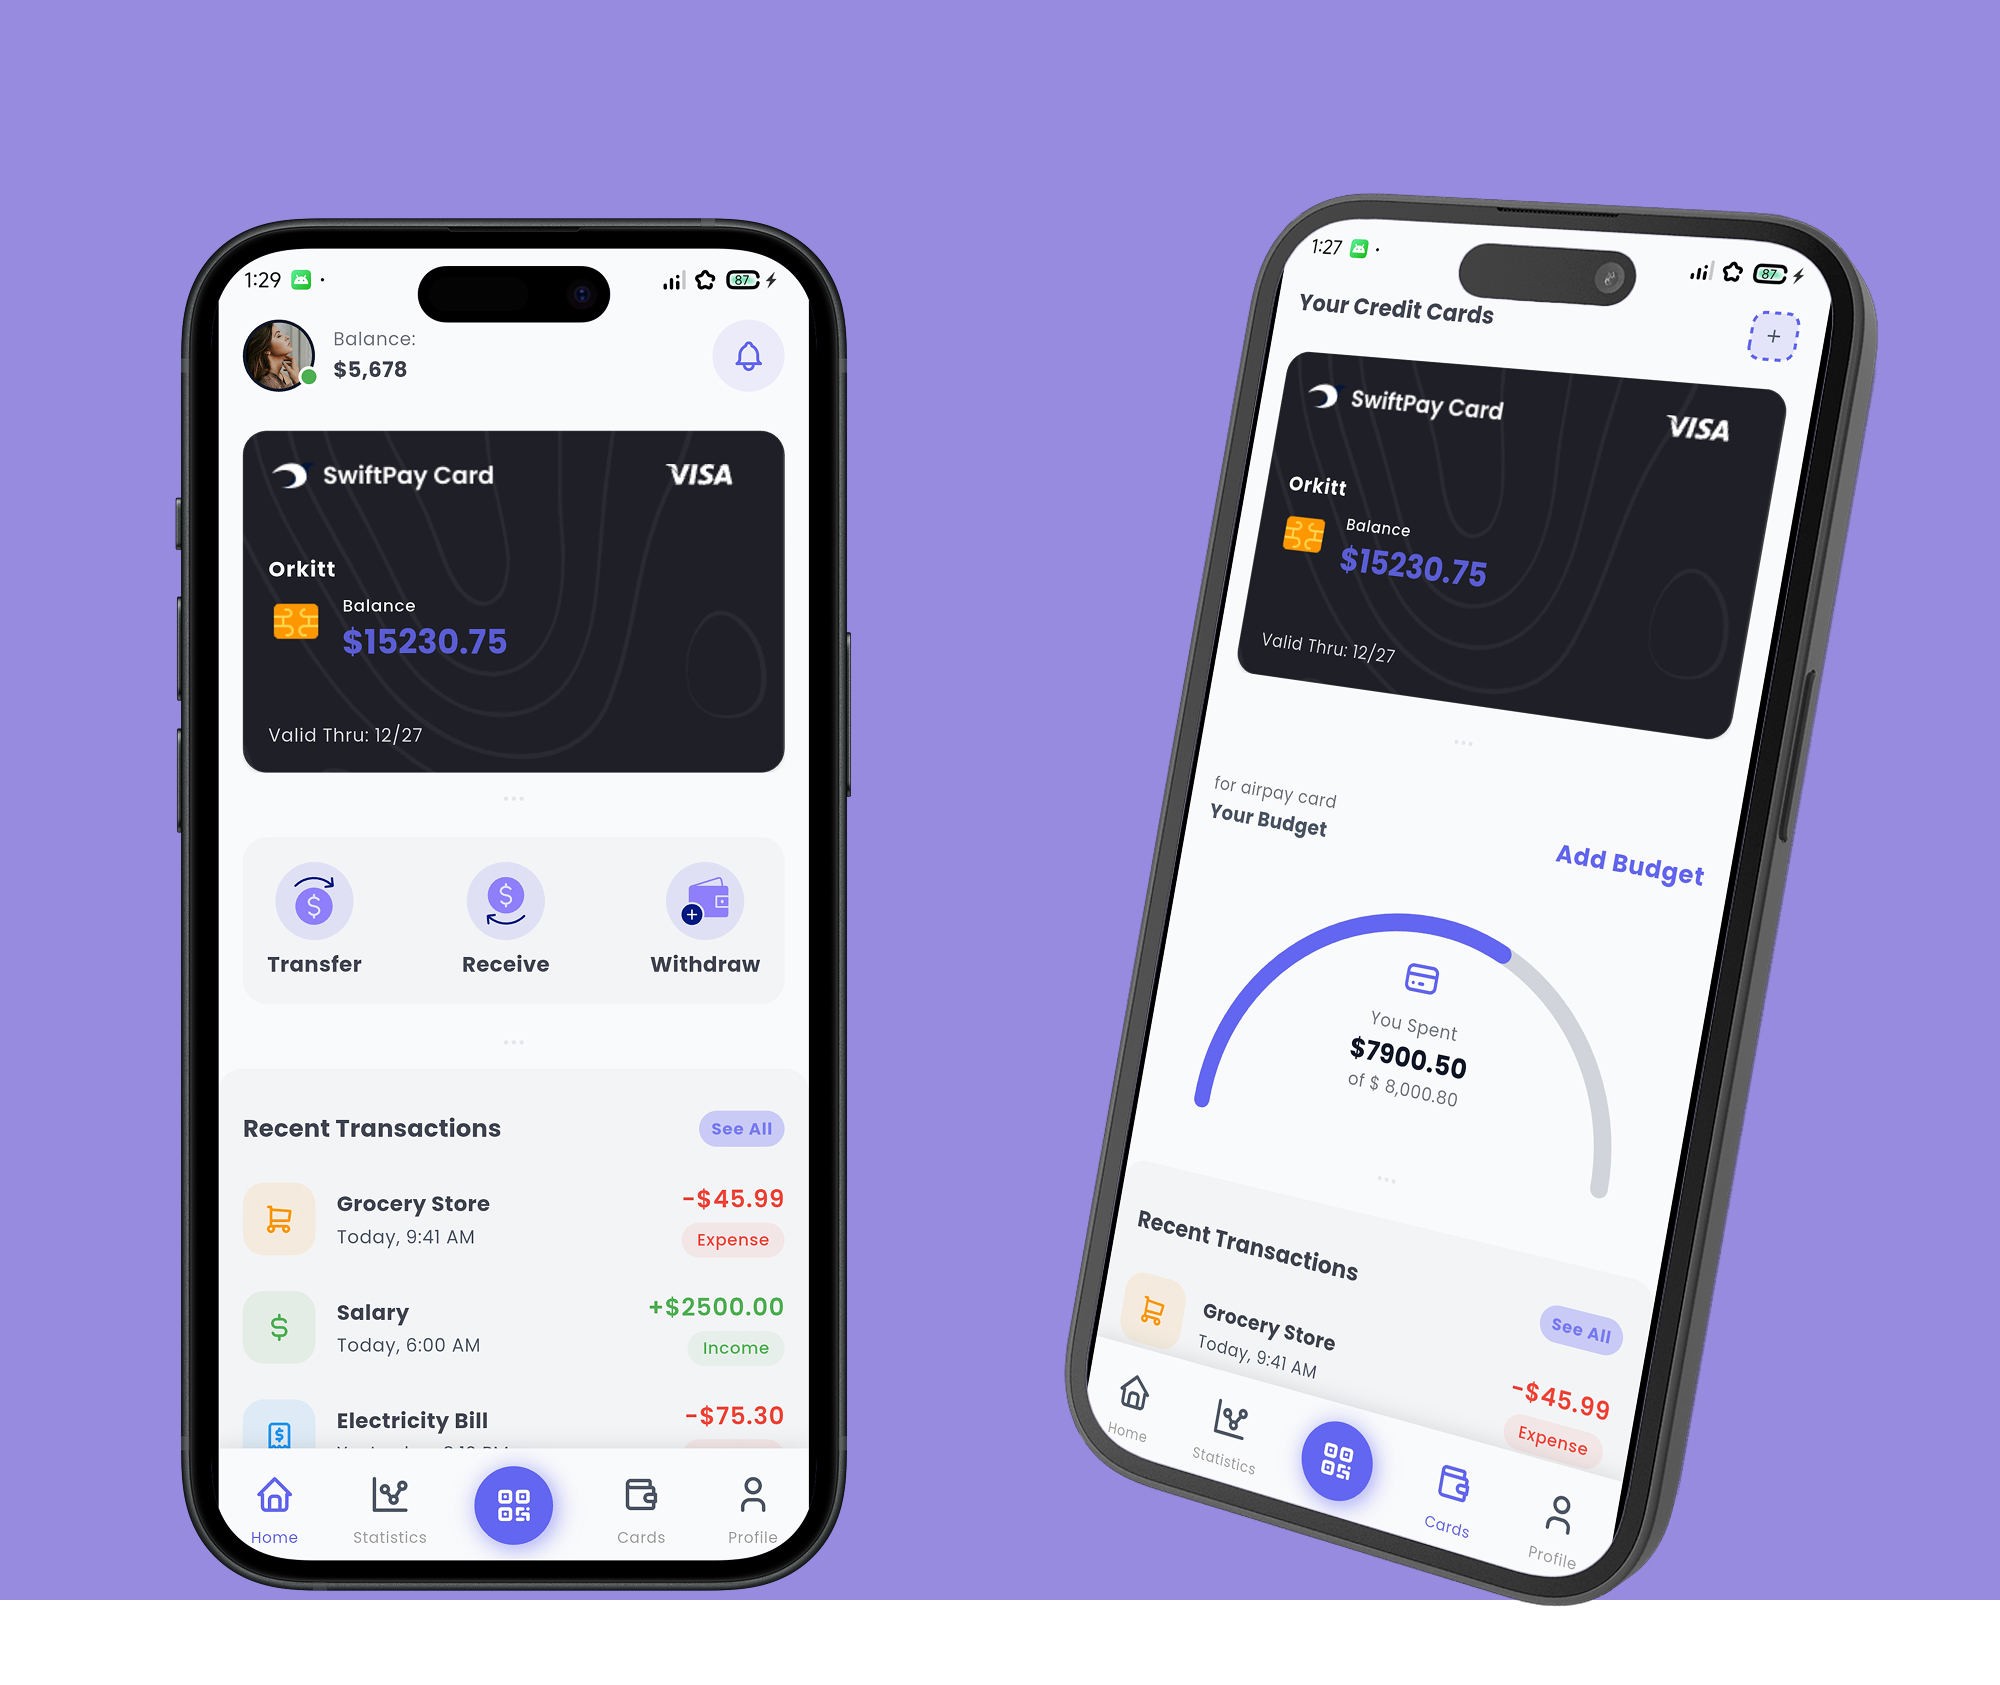 1:29
87
Balance:
$5,678
SwiftPay Card
VISA
Orkitt
Balance
$15230.75
Valid Thru: 12/27
Transfer
Receive
Withdraw
Recent Transactions
See All
Grocery Store
-$45.99
Today, 9:41 AM
Expense
Salary
+$2500.00
Today, 6:00 AM
Income
Electricity Bill
-$75.30
Home
Statistics
Cards
Profile
1:27
87
Your Credit Cards
+
SwiftPay Card
VISA
Orkitt
Balance
$15230.75
Valid Thru: 12/27
for airpay card
Your Budget
Add Budget
You Spent
$7900.50
of $ 8,000.80
Recent Transactions
See All
Grocery Store
Today, 9:41 AM
-$45.99
Expense
Home
Statistics
Cards
Profile